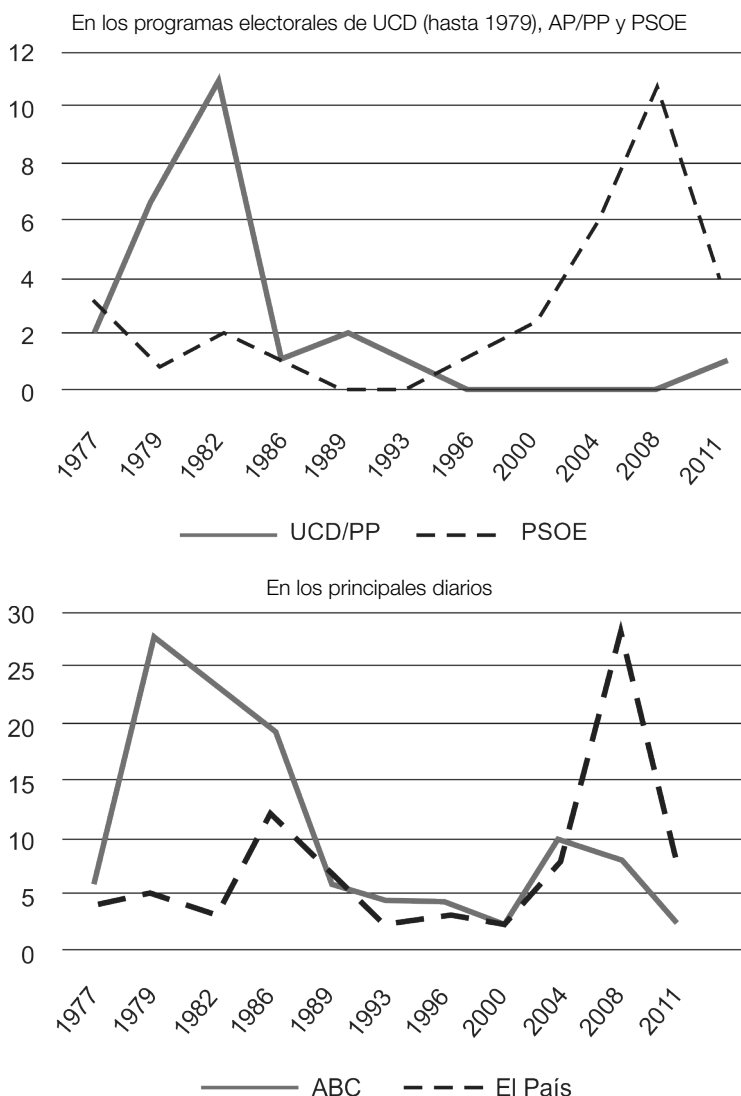 En los programas electorales de UCD (hasta 1979), AP/PP y PSOE
12
10
8
6
4
2
0
1977 1979 1982 1986 1989 1993 1996 2000 2004 2008 2011
UCD/PP PSOE
En los principales diarios
30
25
20
15
10
5
0
1977 1979 1982 1986 1989 1993 1996 2000 2004 2008 2011
ABC El País